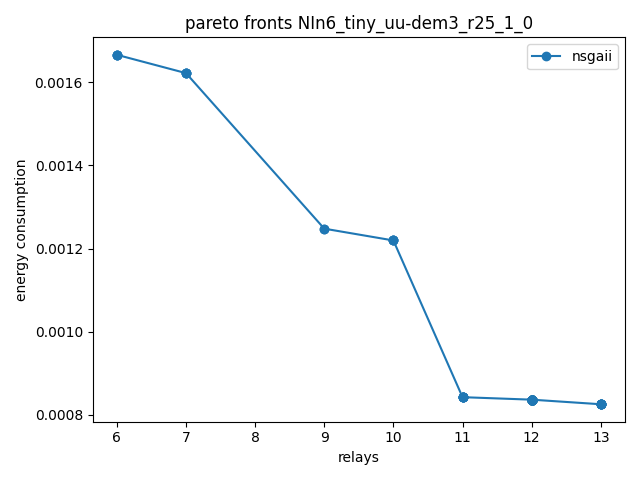 pareto fronts NIn6_tiny_uu-dem3_r25_1_0
nsgaii
0.0016
0.0014
0.0012
0.0010
0.0008
energy consumption
6 7 8 9 10 11 12 13
relays